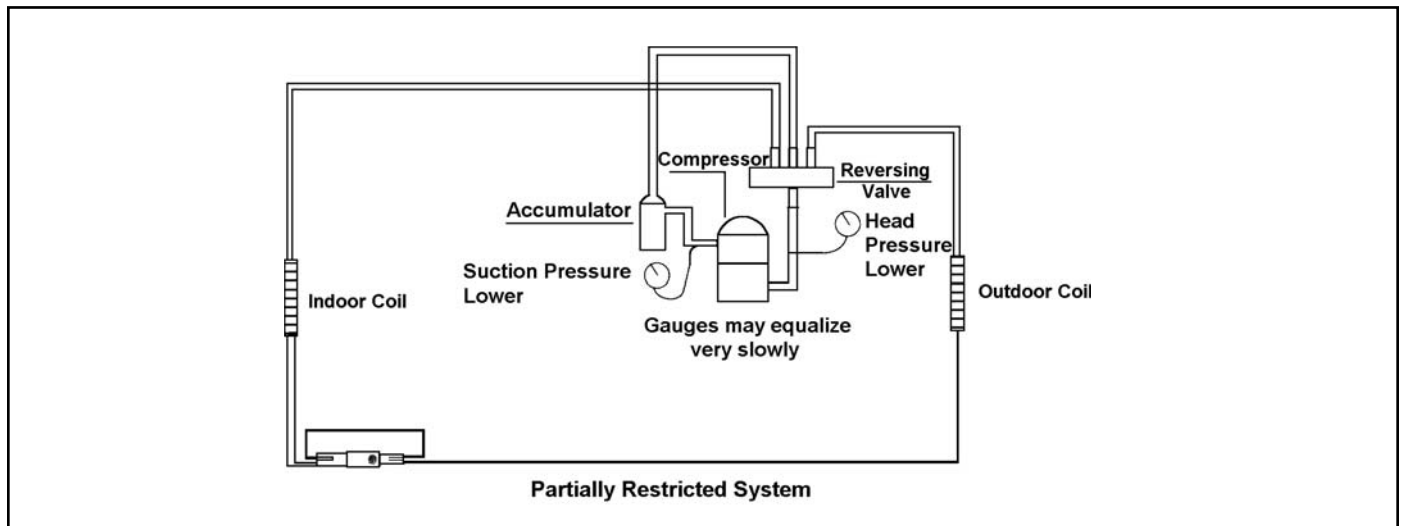 Compressor
Reversing
Valve
Accumulator
Head
Pressure
Lower
Suction Pressure
Lower
Indoor Coil
Outdoor Coil
Gauges may equalize
very slowly
Partially Restricted System